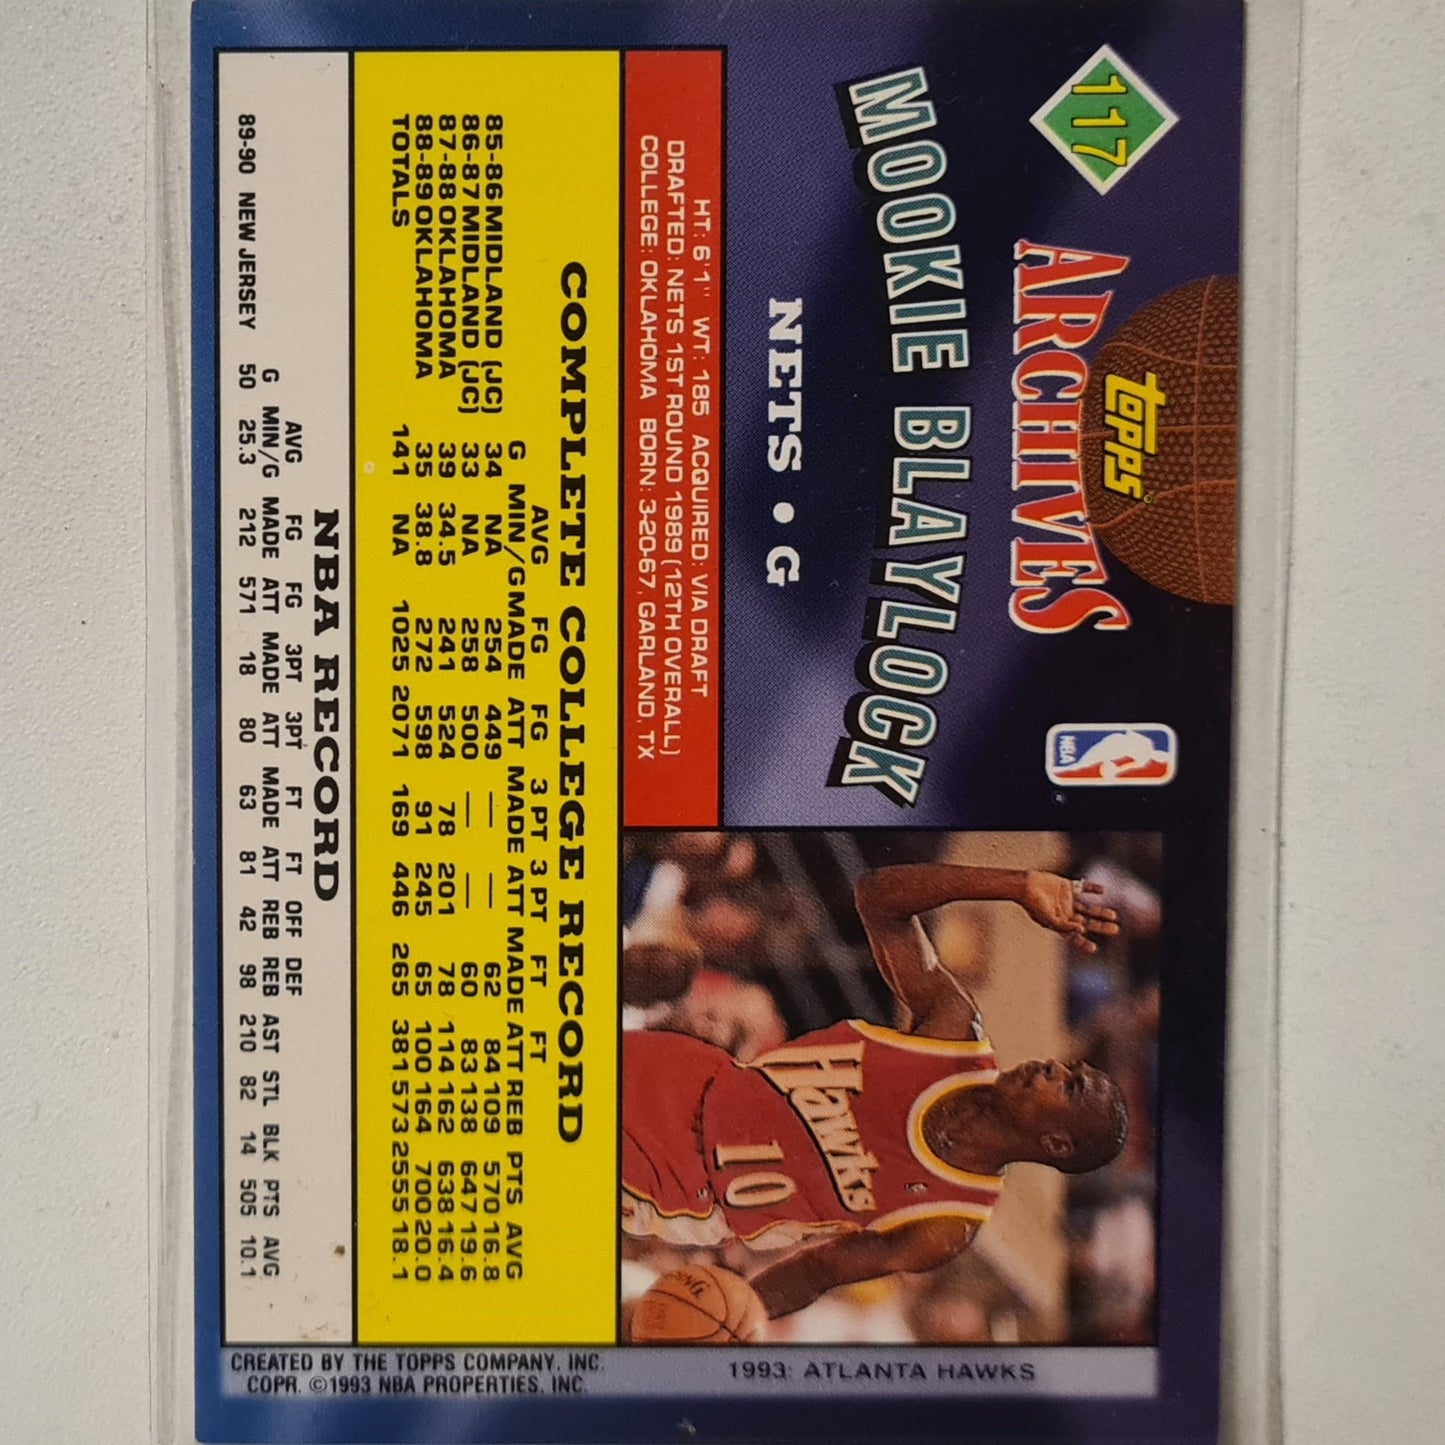 117
TOPPS
ARCHIVES
NBA
MOOKIE BLAYLOCK
NETS • G
HT: 6'1" WT: 185 ACQUIRED: VIA DRAFT
DRAFTED: NETS 1ST ROUND 1989 (12TH OVERALL)
COLLEGE: OKLAHOMA BORN: 3-20-67, GARLAND, TX
Hawks
10
COMPLETE COLLEGE RECORD
AVG FG FG 3 PT 3 PT FT FT
G MIN/G MADE ATT MADE ATT MADE ATT REB PTS AVG
85-86 MIDLAND (JC) 34 NA 254 449 — — 62 84 109 570 16.8
86-87 MIDLAND (JC) 33 NA 258 500 — — 60 83 138 647 19.6
87-88 OKLAHOMA 39 34.5 241 524 78 201 78 114 162 638 16.4
88-89 OKLAHOMA 35 38.8 272 598 91 245 65 100 164 700 20.0
TOTALS 141 NA 1025 2071 169 446 265 381 573 2555 18.1
NBA RECORD
AVG FG FG 3PT 3PT FT FT OFF DEF
G MIN/G MADE ATT MADE ATT MADE ATT REB REB AST STL BLK PTS AVG
89-90 NEW JERSEY 50 25.3 212 571 18 80 63 81 42 98 210 82 14 505 10.1
1993: ATLANTA HAWKS
CREATED BY THE TOPPS COMPANY, INC.
COPR. ©1993 NBA PROPERTIES, INC.